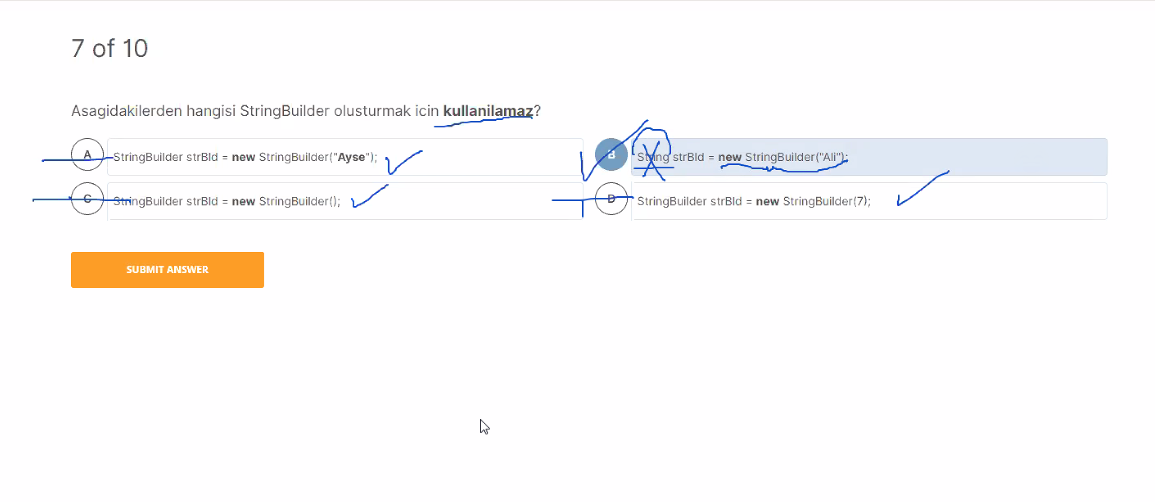 7 of 10
Asagidakilerden hangisi StringBuilder olusturmak icin kullanilamaz?
A StringBuilder strBld = new StringBuilder("Ayse");
B String strBld = new StringBuilder("Ali");
C StringBuilder strBld = new StringBuilder();
D StringBuilder strBld = new StringBuilder(7);
SUBMIT ANSWER